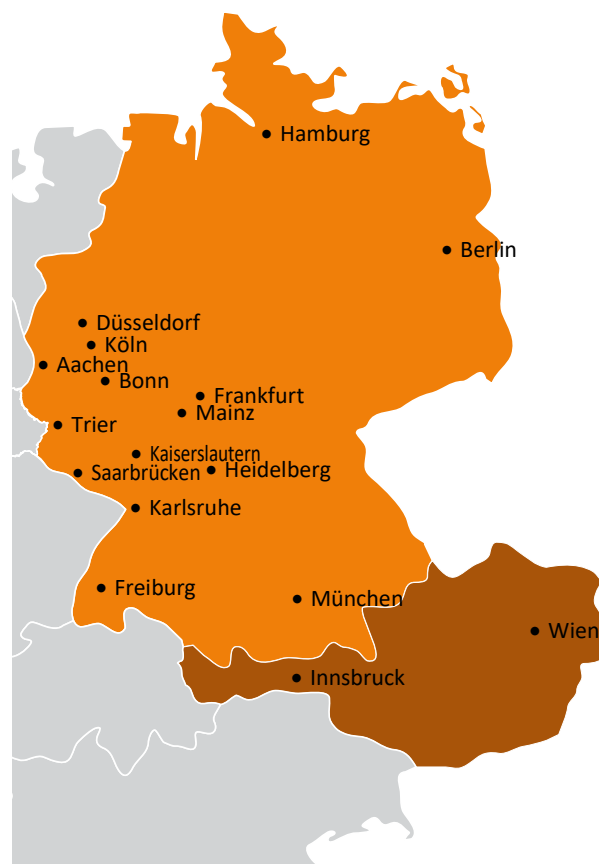 Hamburg
Berlin
Düsseldorf
Köln
Aachen
Bonn
Frankfurt
Mainz
Trier
Kaiserslautern
Saarbrücken
Heidelberg
Karlsruhe
Freiburg
München
Wien
Innsbruck